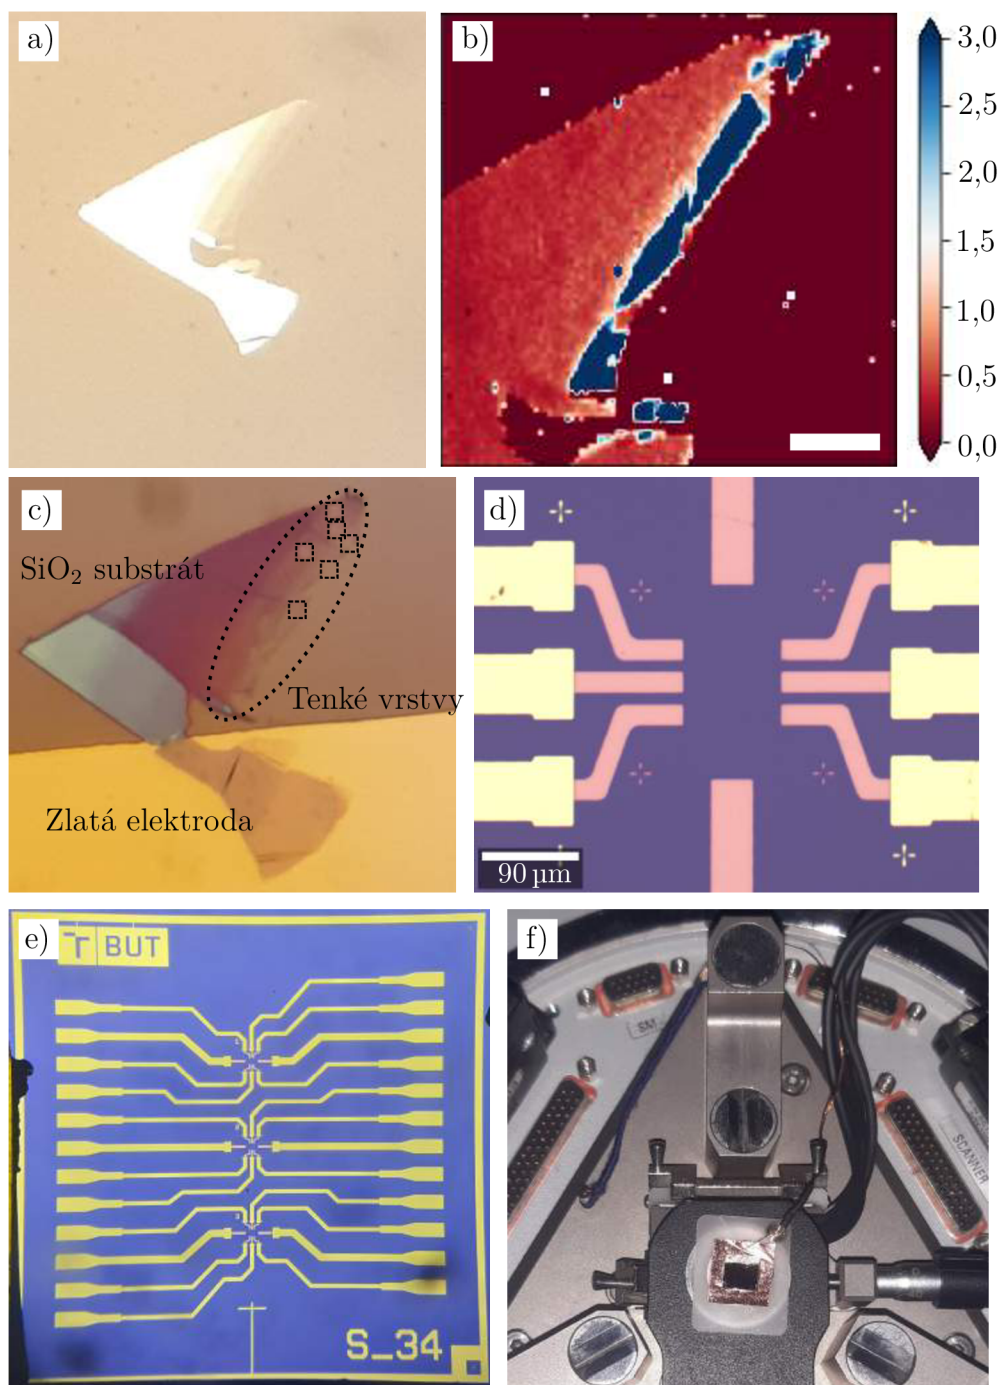 a)
b)
3,0
2,5
2,0
1,5
1,0
0,5
0,0
c)
SiO₂ substrát
Tenké vrstvy
Zlatá elektroda
d)
90 µm
e)
BUT
S_34
f)
SM
SCANNER